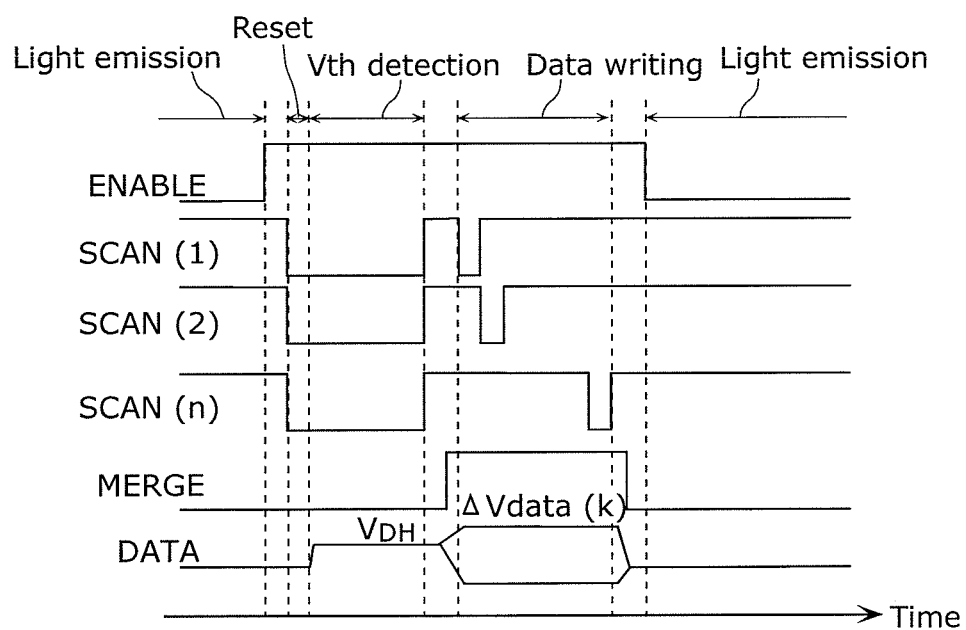 Reset
Light emission
Vth detection
Data writing
Light emission
ENABLE
SCAN (1)
SCAN (2)
SCAN (n)
MERGE
Δ Vdata (k)
VDH
DATA
Time